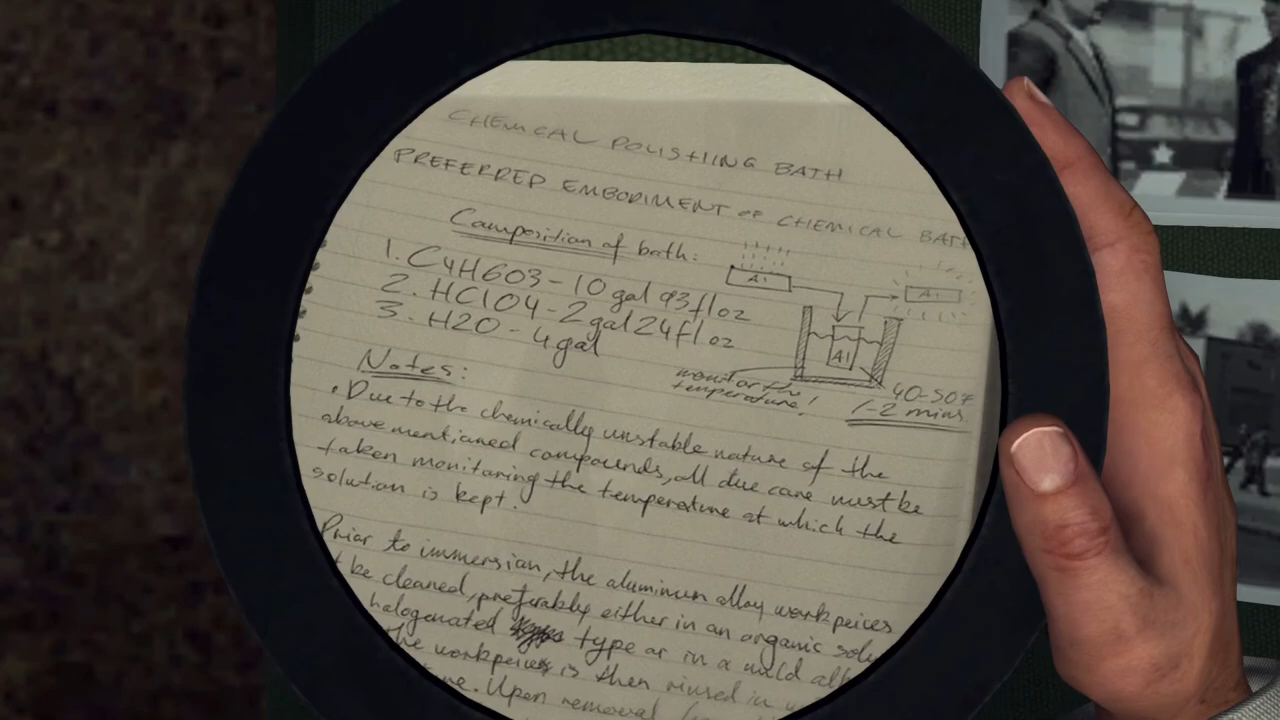 CHEMICAL POLISHING BATH
PREFERRED EMBODIMENT OF CHEMICAL BATH
Composition of bath:
1. C4H6O3 - 10 gal 93 fl oz
2. HClO4 - 2 gal 24 fl oz
3. H2O - 4 gal
Al
Al
Al
monitor
temperature!
40-50F
1-2 mins.
Notes:
. Due to the chemically unstable nature of the
abovementioned compounds, all due care must be
taken monitoring the temperature at which the
solution is kept.
Prior to immersion, the aluminum alloy workpeices
be cleaned, preferably either in an organic
halogenated type or in a mild
the workpeices is then rinsed in
Upon removal